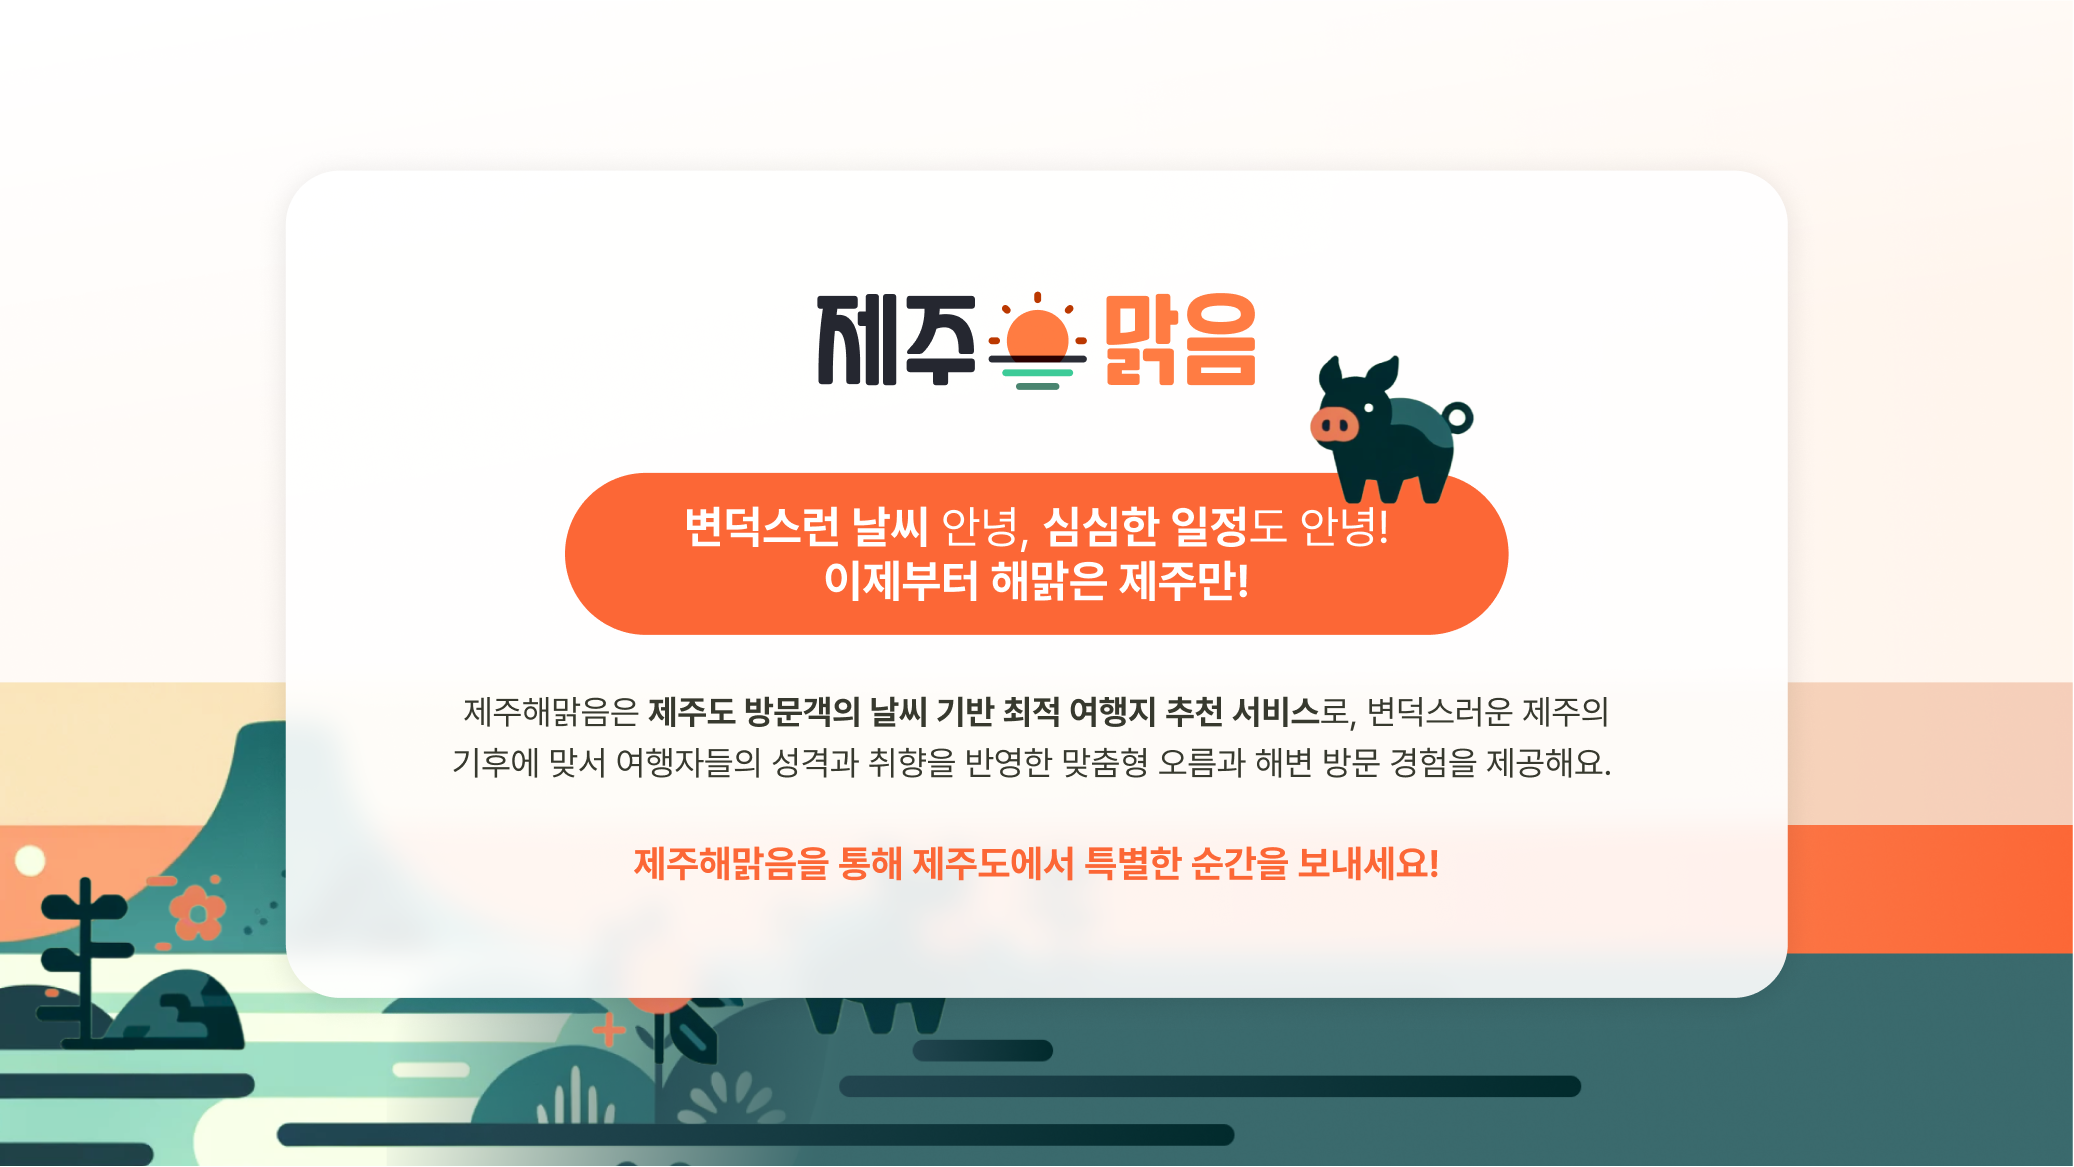 제주 맑음
변덕스런 날씨 안녕, 심심한 일정도 안녕!
이제부터 해맑은 제주만!
제주해맑음은 제주도 방문객의 날씨 기반 최적 여행지 추천 서비스로, 변덕스러운 제주의
기후에 맞서 여행자들의 성격과 취향을 반영한 맞춤형 오름과 해변 방문 경험을 제공해요.
제주해맑음을 통해 제주도에서 특별한 순간을 보내세요!